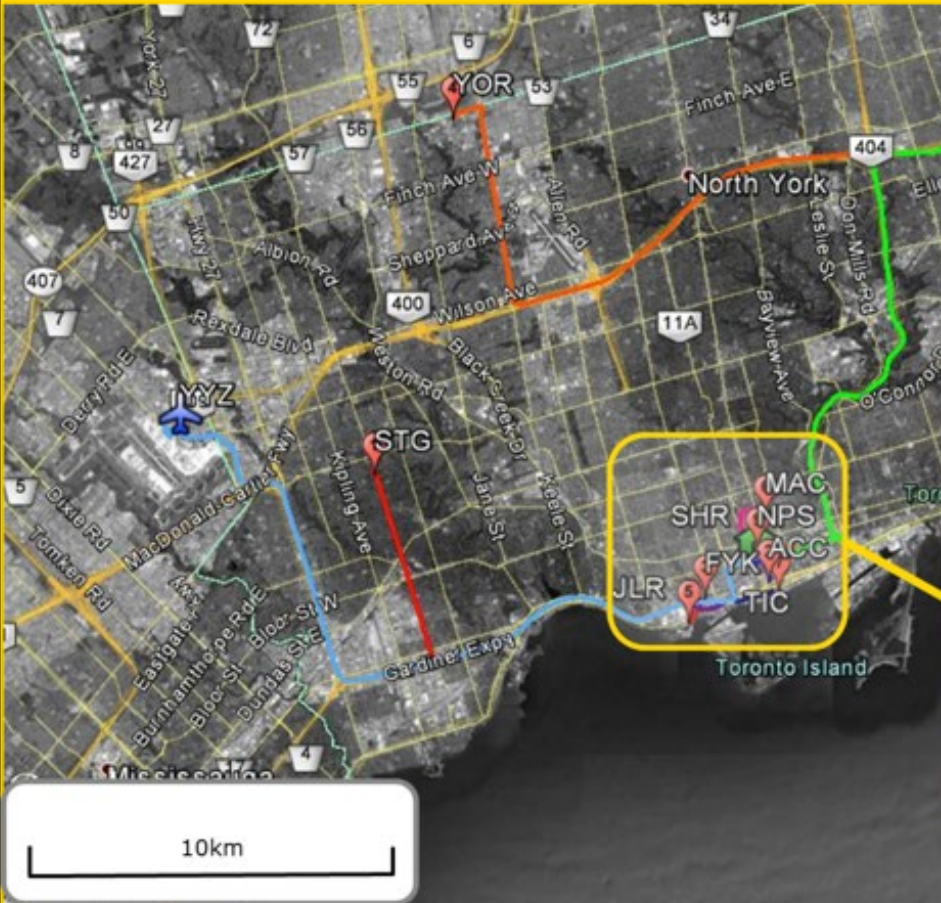 72
34
York-27
6
4
YOR
55
53
Finch Ave E
27
56
8
427
57
404
Finch Ave W
North York
50
Allen Rd
Hwy 27
Sheppard Ave
Leslie St
Don Mills Rd
Albion Rd
407
400
Wilson Ave
7
11A
Rexdale Blvd
Weston Rd
Bayview Ave
Derry Rd E
Black Creek Dr
O'Connor D
YYZ
STG
Kipling Ave
MacDonald-Cartier Fwy
Jane St
Keele St
MAC
5
SHR
NPS
Toro
Dixie Rd
ACC
Tomken Rd
FYK
JLR
5
TIC
Bloor St W
Eastgate
Burnhamthorpe Rd E
Bloor St
Dundas St E
Gardiner Expy
Toronto Island
4
Mississauga
10km